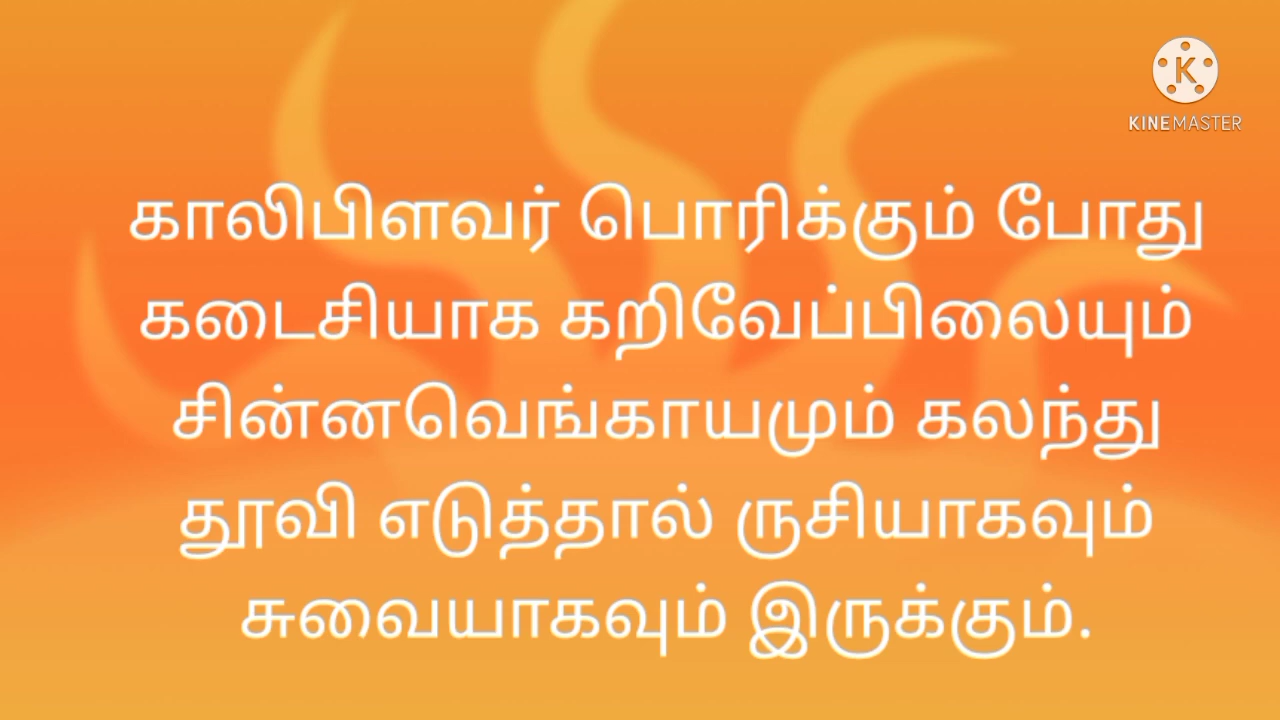 K
KINEMASTER
காலிபிளவர் பொரிக்கும் போது
கடைசியாக கறிவேப்பிலையும்
சின்னவெங்காயமும் கலந்து
தூவி எடுத்தால் ருசியாகவும்
சுவையாகவும் இருக்கும்.